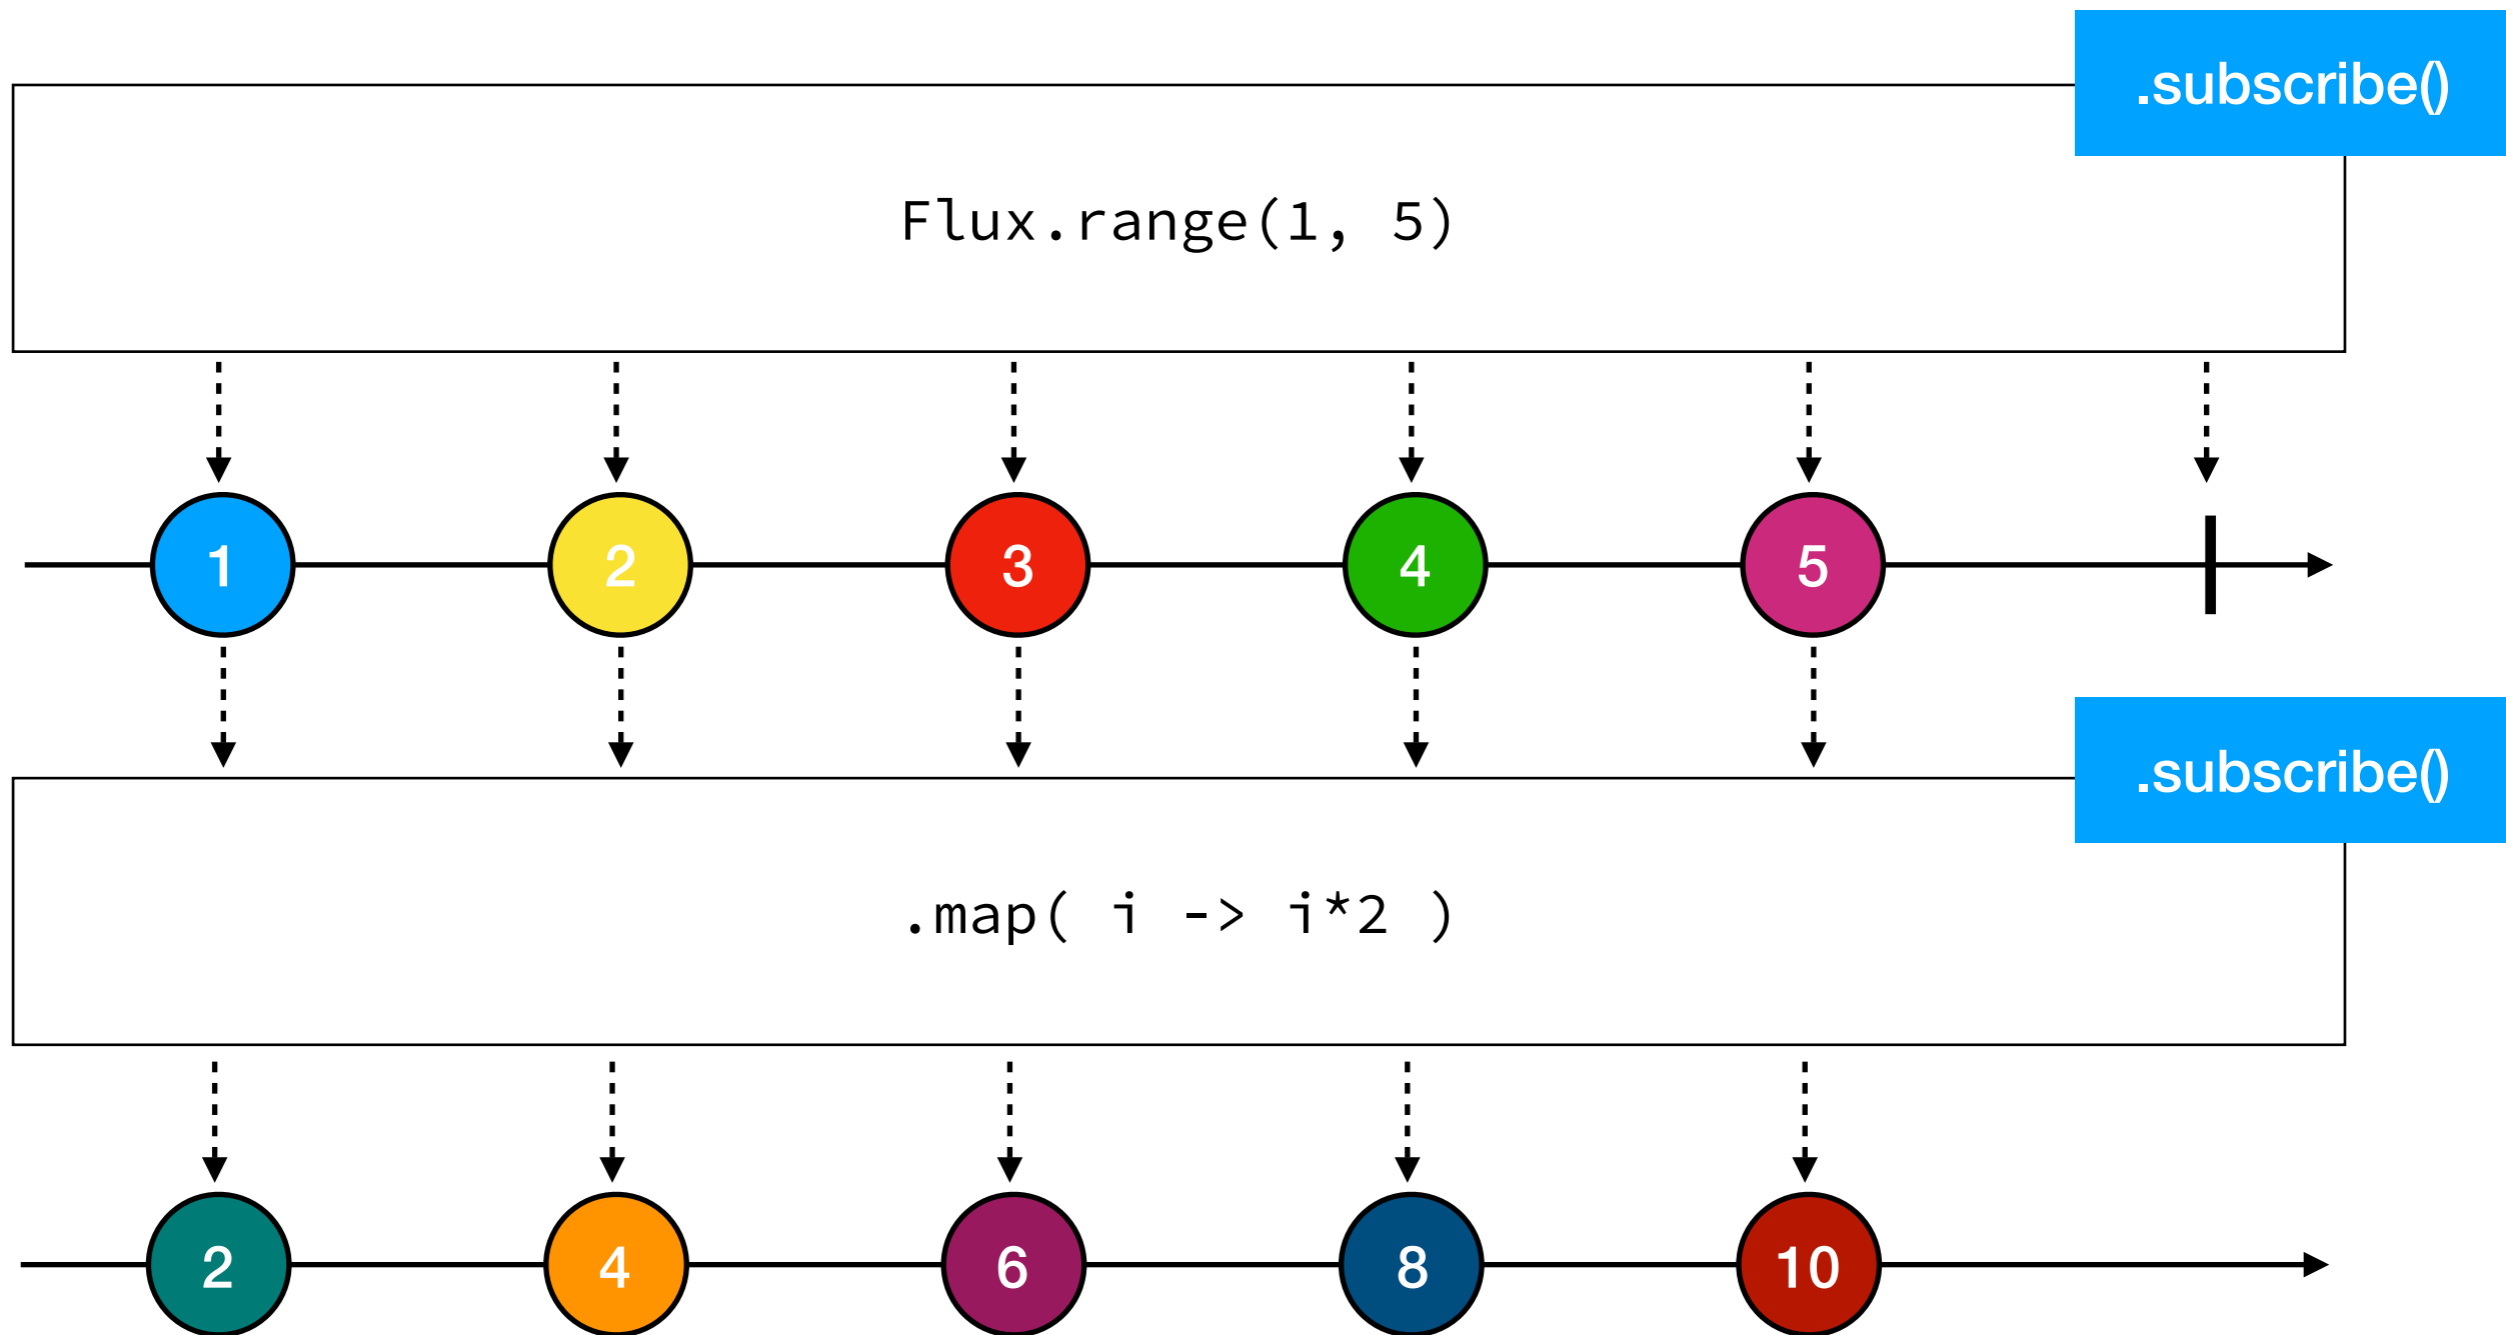 .subscribe()
Flux.range(1, 5)
1 2 3 4 5
.subscribe()
.map( i -> i*2 )
2 4 6 8 10